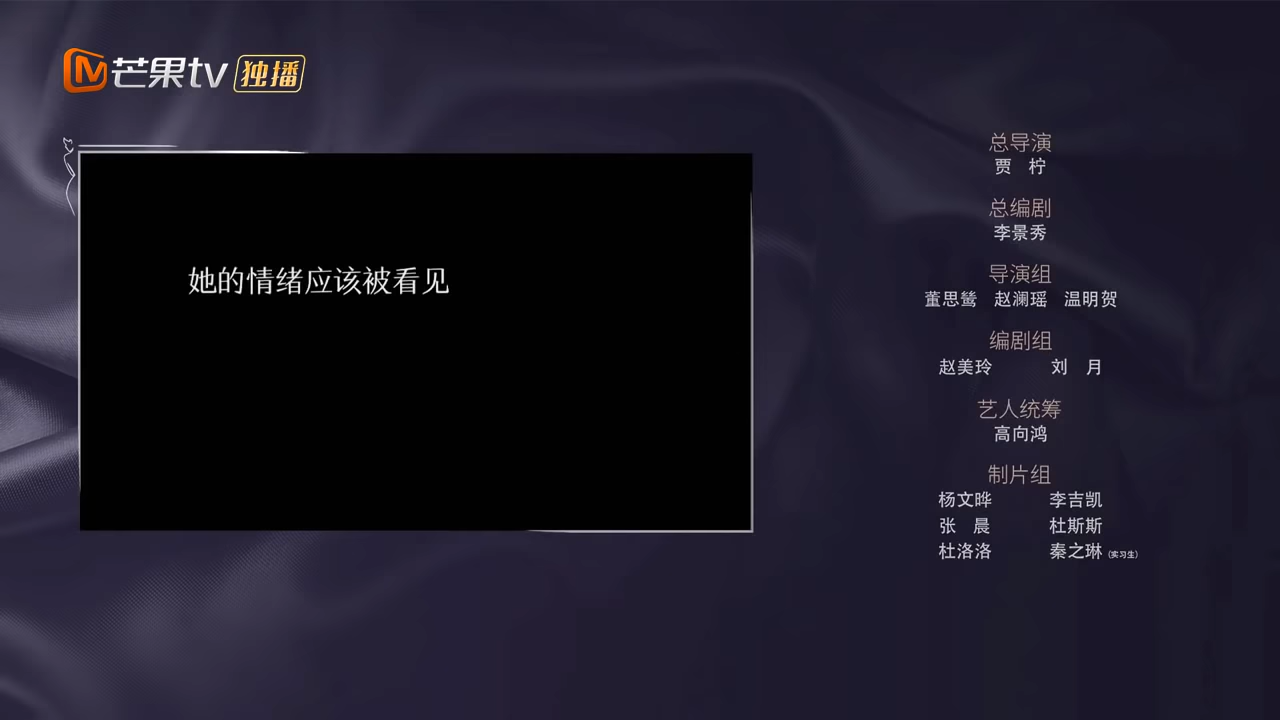 芒果tv 独播
她的情绪应该被看见
总导演
贾 柠
总编剧
李景秀
导演组
董思鸶 赵澜瑶 温明贺
编剧组
赵美玲 刘 月
艺人统筹
高向鸿
制片组
杨文晔 李吉凯
张 晨 杜斯斯
杜洛洛 秦之琳(实习生)